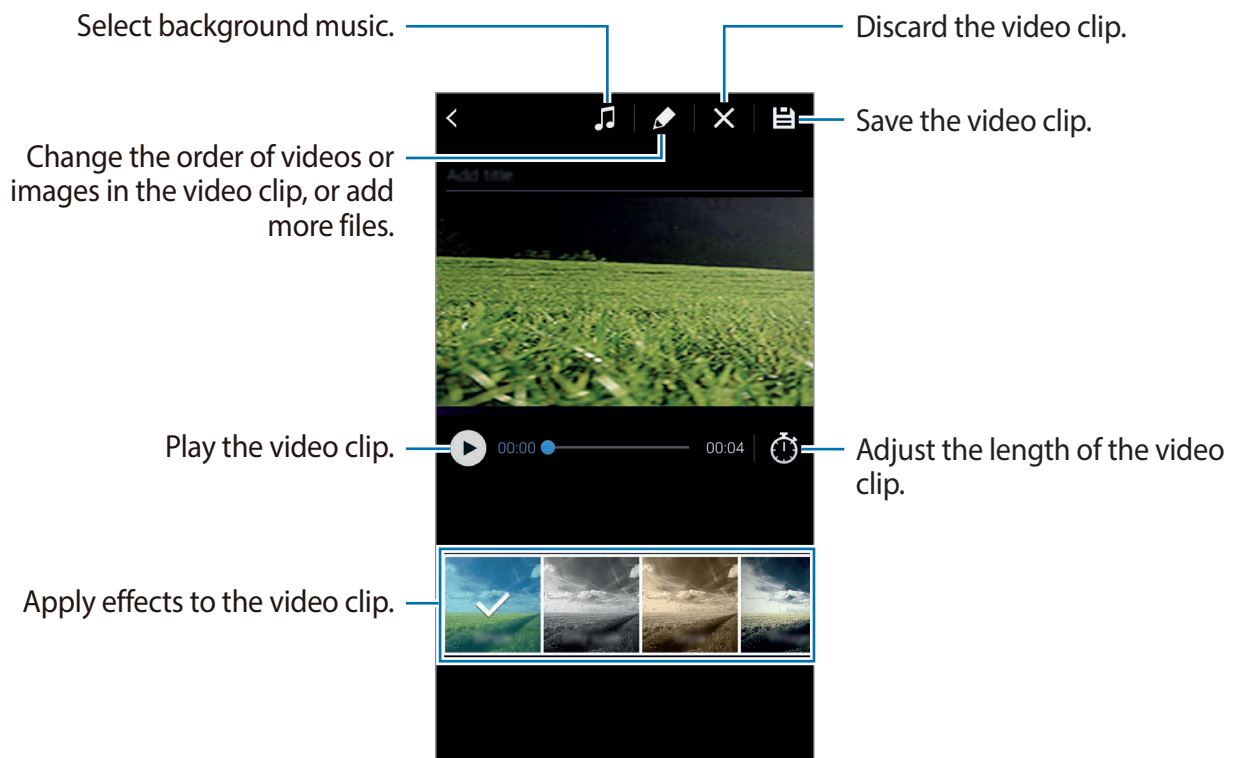 Select background music.
Discard the video clip.
Save the video clip.
Change the order of videos or
images in the video clip, or add
more files.
Add title
Play the video clip.
00:00
00:04
Adjust the length of the video
clip.
Apply effects to the video clip.